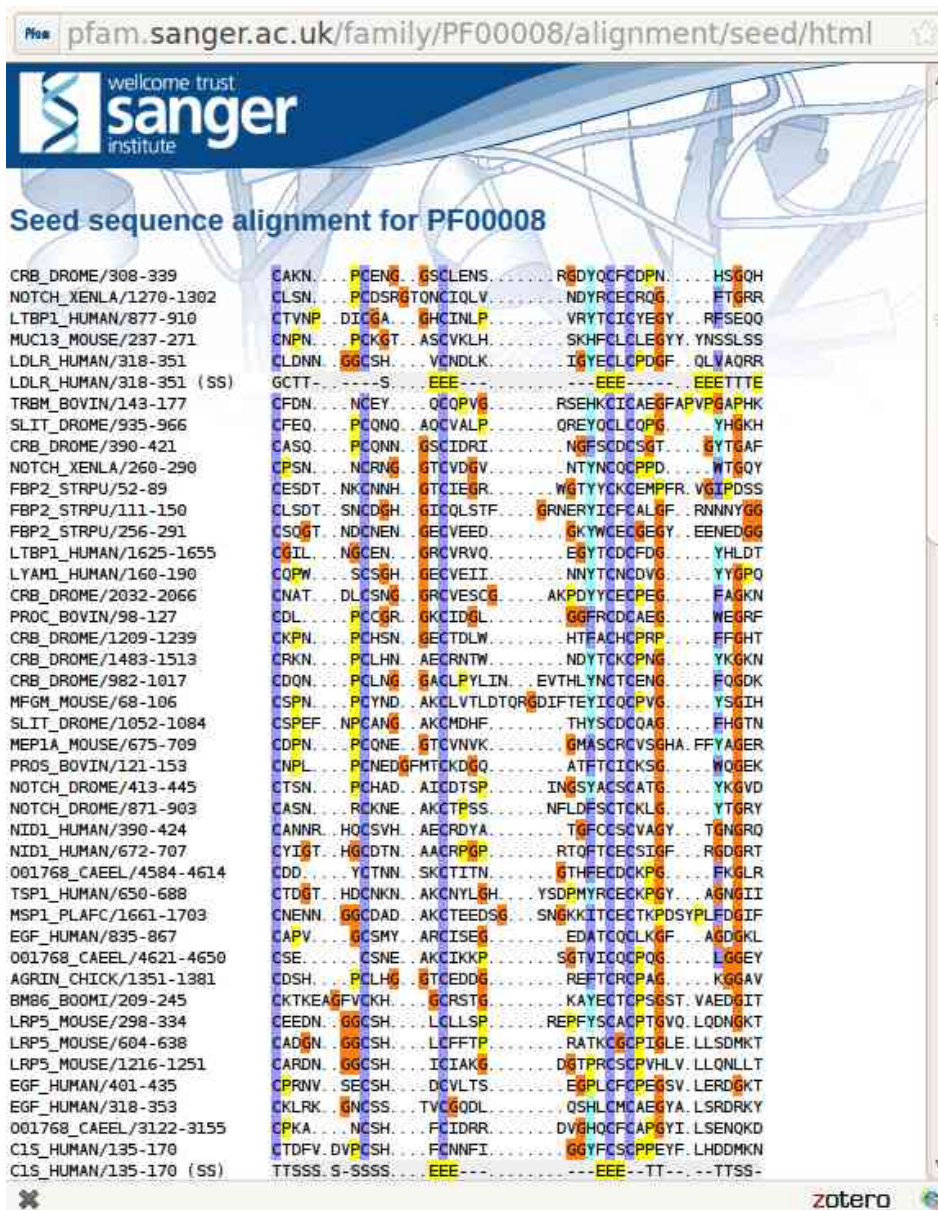 Pfam pfam.sanger.ac.uk/family/PF00008/alignment/seed/html
wellcome trust
sanger
institute
Seed sequence alignment for PF00008
CRB_DROME/308-339 CAKN....PCENG..GSCLENS.........RGDYQCFCDPN.....HSGQH
NOTCH_XENLA/1270-1302 CLSN....PCDSRGTQNCIQLV.........NDYRCECRQG.....FTGRR
LTBP1_HUMAN/877-910 CTVNP..DICGA...GHCINLP.........VRYTCICYEGY...RFSEQQ
MUC13_MOUSE/237-271 CNPN....PCKGT..ASCVKLH.........SKHFCLCLEGYY.YNSSLSS
LDLR_HUMAN/318-351 CLDNN..GGCSH....VCNDLK.........IGYECLCPDGF..QLVAQRR
LDLR_HUMAN/318-351 (SS) GCTT-..----S....EEE---.........---EEE-----..EEETTTE
TRBM_BOVIN/143-177 CFDN....NCEY....QCQPVG.........RSEHKCICAEGFAPVPGAPHK
SLIT_DROME/935-966 CFEQ....PCQNQ..AQCVALP.........QREYQCLCQPG.....YHGKH
CRB_DROME/390-421 CASQ....PCQNN..GSCIDRI.........NGFSCDCSGT....GYTGAF
NOTCH_XENLA/260-290 CPSN....NCRNG..GTCVDGV.........NTYNCQCPPD.....WTGQY
FBP2_STRPU/52-89 CESDT..NKCNNH..GTCIEGR........WGTYYCKCEMPFR.VGIPDSS
FBP2_STRPU/111-150 CLSDT..SNCDGH..GICQLSTF......GRNERYICFCALGF..RNNNYGG
FBP2_STRPU/256-291 CSQGT..NDCNEN..GECVEED.........GKYWCECGEGY..EENEDGG
LTBP1_HUMAN/1625-1655 CGIL....NGCEN..GRCVRVQ.........EGYTCDCFDG.....YHLDT
LYAM1_HUMAN/160-190 CQPW....SCSGH..GECVEII.........NNYTCNCDVG.....YYGPQ
CRB_DROME/2032-2066 CNAT...DLCSNG..GRCVESCG.......AKPDYYCECPEG.....FAGKN
PROC_BOVIN/98-127 CDL.....PCCGR..GKCIDGL.........GGFRCDCAEG.....WEGRF
CRB_DROME/1209-1239 CKPN....PCHSN..GECTDLW.........HTFACHCPRP.....FFGHT
CRB_DROME/1483-1513 CRKN....PCLHN..AECRNTW.........NDYTCKCPNG.....YKGKN
CRB_DROME/982-1017 CDQN....PCLNG..GACLPYLIN....EVTHLYNCTCENG.....FQGDK
MFGM_MOUSE/68-106 CSPN....PCYND..AKCLVTLDTQRGDIFTEYICQCPVG.....YSGIH
SLIT_DROME/1052-1084 CSPEF..NPCANG..AKCMDHF.........THYSCDCQAG.....FHGTN
MEP1A_MOUSE/675-709 CDPN....PCQNE..GTCVNVK.........GMASCRCVSGHA.FFYAGER
PROS_BOVIN/121-153 CNPL....PCNEDGFMTCKDGQ.........ATFTCICKSG.....WQGEK
NOTCH_DROME/413-445 CTSN....PCHAD..AICDTSP........INGSYACSCATG.....YKGVD
NOTCH_DROME/871-903 CASN....RCKNE..AKCTPSS........NFLDFSCTCKLG.....YTGRY
NID1_HUMAN/390-424 CANNR..HQCSVH..AECRDYA.........TGFCCSCVAGY...TGNGRQ
NID1_HUMAN/672-707 CYIGT..HGCDTN..AACRPGP.........RTQFTCECSIGF...RGDGRT
O01768_CAEEL/4584-4614 CDD.....YCTNN..SKCTITN.........GTHFECDCKPG.....FKGLR
TSP1_HUMAN/650-688 CTDGT..HDCNKN..AKCNYLGH......YSDPMYRCECKPGY...AGNGII
MSP1_PLAFC/1661-1703 CNENN..GGCDAD..AKCTEEDSG...SNGKKITCECTKPDSYPLFDGIF
EGF_HUMAN/835-867 CAPV.....GCSMY..ARCISEG.........EDATCQCLKGF...AGDGKL
O01768_CAEEL/4621-4650 CSE......CSNE..AKCIKKP.........SGTVICQCPQG.....LGGEY
AGRIN_CHICK/1351-1381 CDSH....PCLHG..GTCEDDG.........REFTCRCPAG.....KGGAV
BM86_BOOMI/209-245 CKTKEAGFVCKH....GCRSTG.........KAYECTCPSGST.VAEDGIT
LRP5_MOUSE/298-334 CEEDN..GGCSH....LCLLSP........REPFYSCACPTGVQ.LQDNGKT
LRP5_MOUSE/604-638 CADGN..GGCSH....LCFFTP.........RATKCGCPIGLE.LLSDMKT
LRP5_MOUSE/1216-1251 CARDN..GGCSH....ICIAKG........DGTPRCSCPVHLV.LLQNLLT
EGF_HUMAN/401-435 CPRNV..SECSH....DCVLTS.........EGPLCFCPEGSV.LERDGKT
EGF_HUMAN/318-353 CKLRK..GNCSS...TVCGQDL.........QSHLCMCAEGYA.LSRDRKY
O01768_CAEEL/3122-3155 CPKA....NCSH....FCIDRR........DVGHQCFCAPGYI.LSENQKD
C1S_HUMAN/135-170 CTDFV.DVPCSH....FCNNFI.........GGYFCSCPPEYF.LHDDMKN
C1S_HUMAN/135-170 (SS) TTSSS.S-SSSS....EEE---.........---EEE--TT--.--TTSS-
zotero